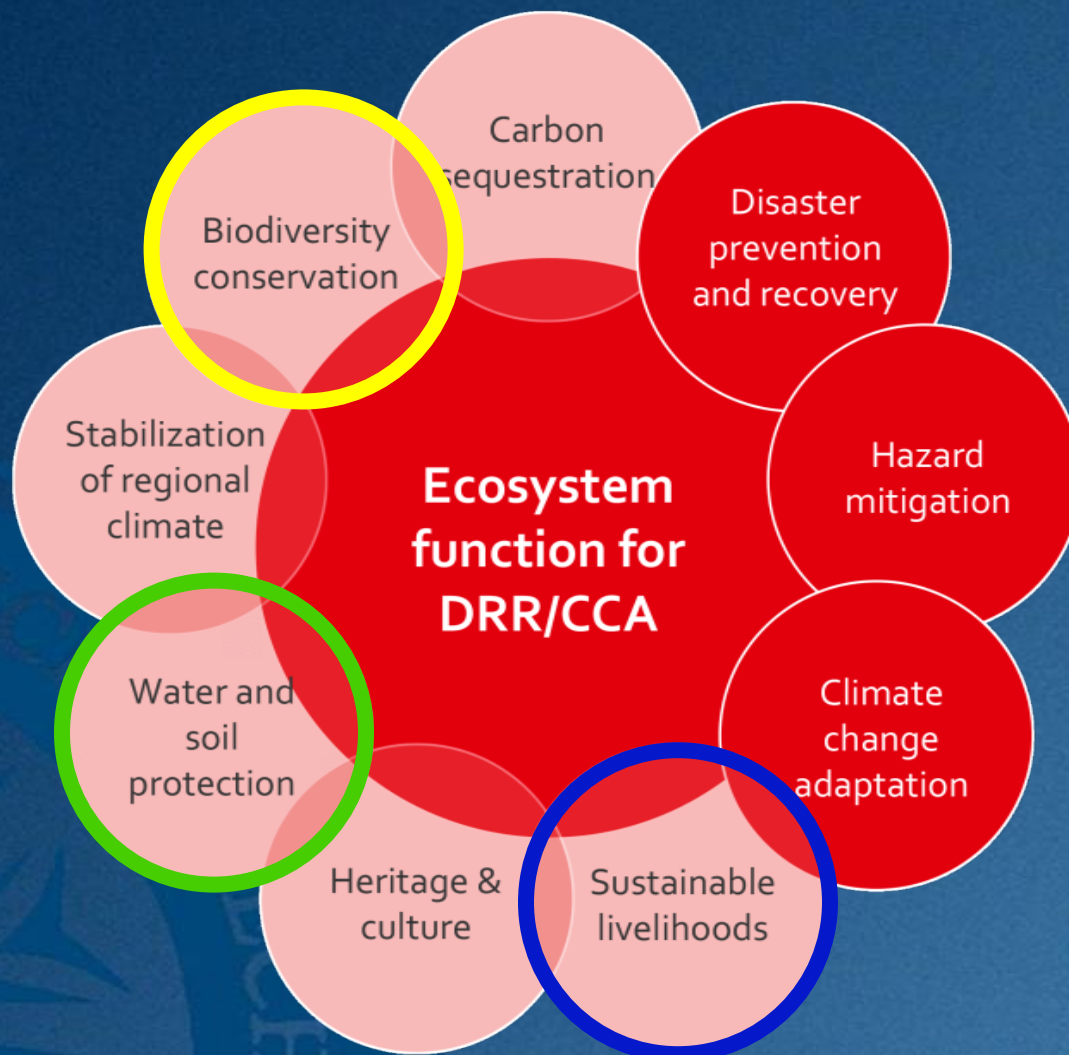 Carbon
sequestration
Disaster
prevention
and recovery
Hazard
mitigation
Climate
change
adaptation
Sustainable
livelihoods
Heritage &
culture
Water and
soil
protection
Stabilization
of regional
climate
Biodiversity
conservation
Ecosystem
function for
DRR/CCA